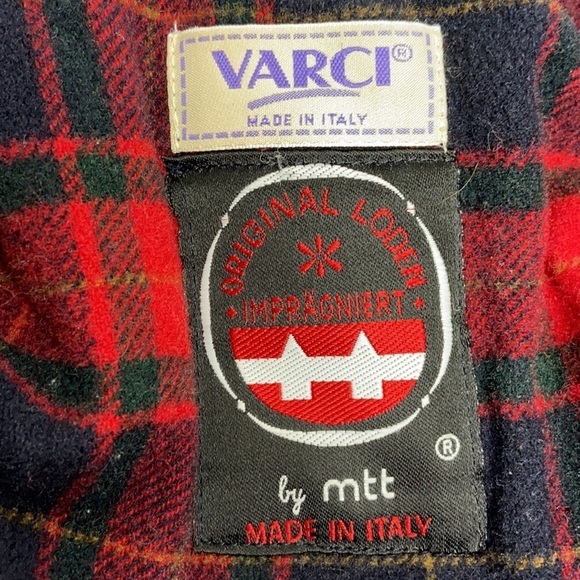 VARCI®
MADE IN ITALY
ORIGINAL LODEN
IMPRÄGNIERT
®
by mtt
MADE IN ITALY